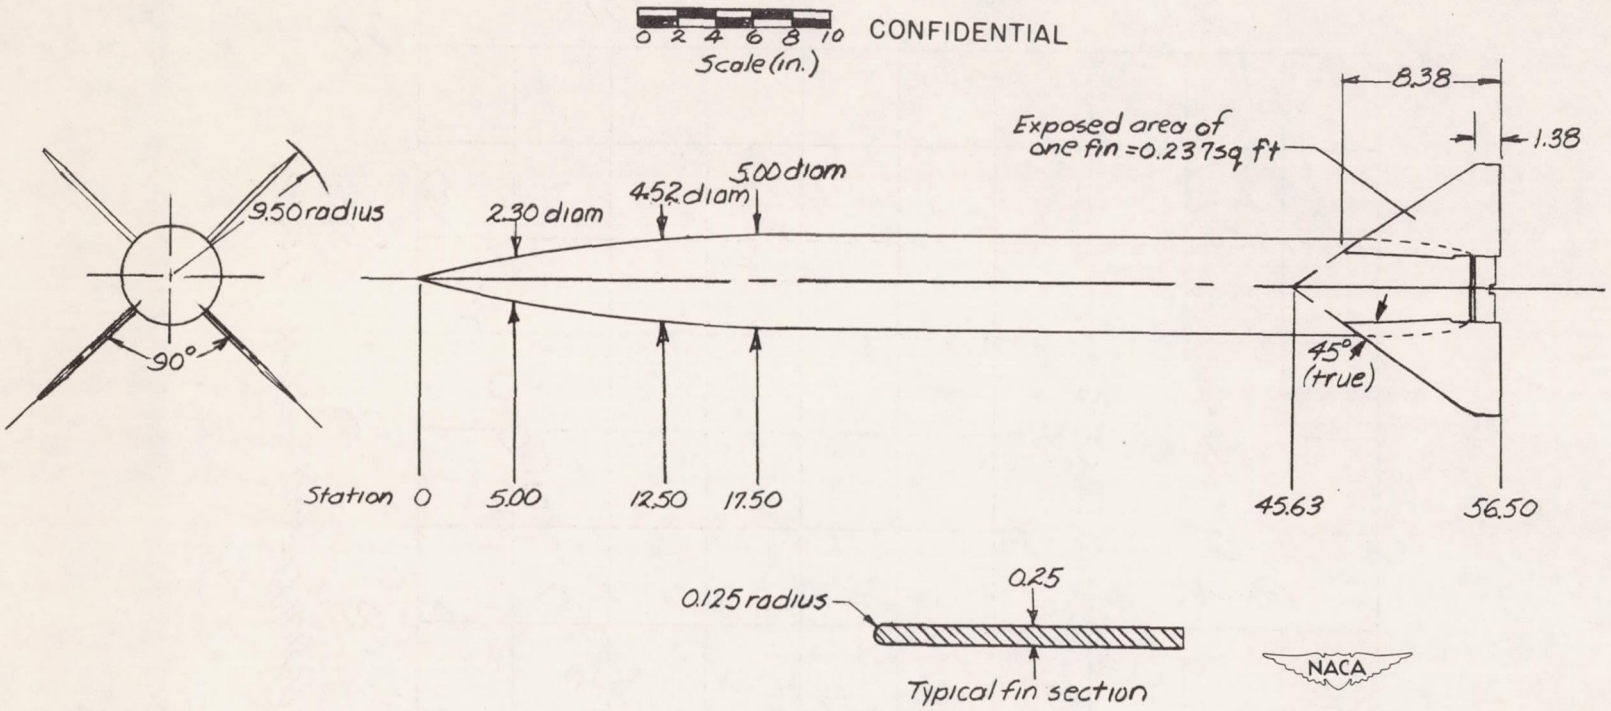 0 2 4 6 8 10
Scale (in.)
CONFIDENTIAL
8.38
1.38
Exposed area of
one fin = 0.237 sq ft
9.50 radius
90°
2.30 diam
4.52 diam
5.00 diam
45°
(true)
Station 0 5.00 12.50 17.50 45.63 56.50
0.125 radius
0.25
Typical fin section
NACA